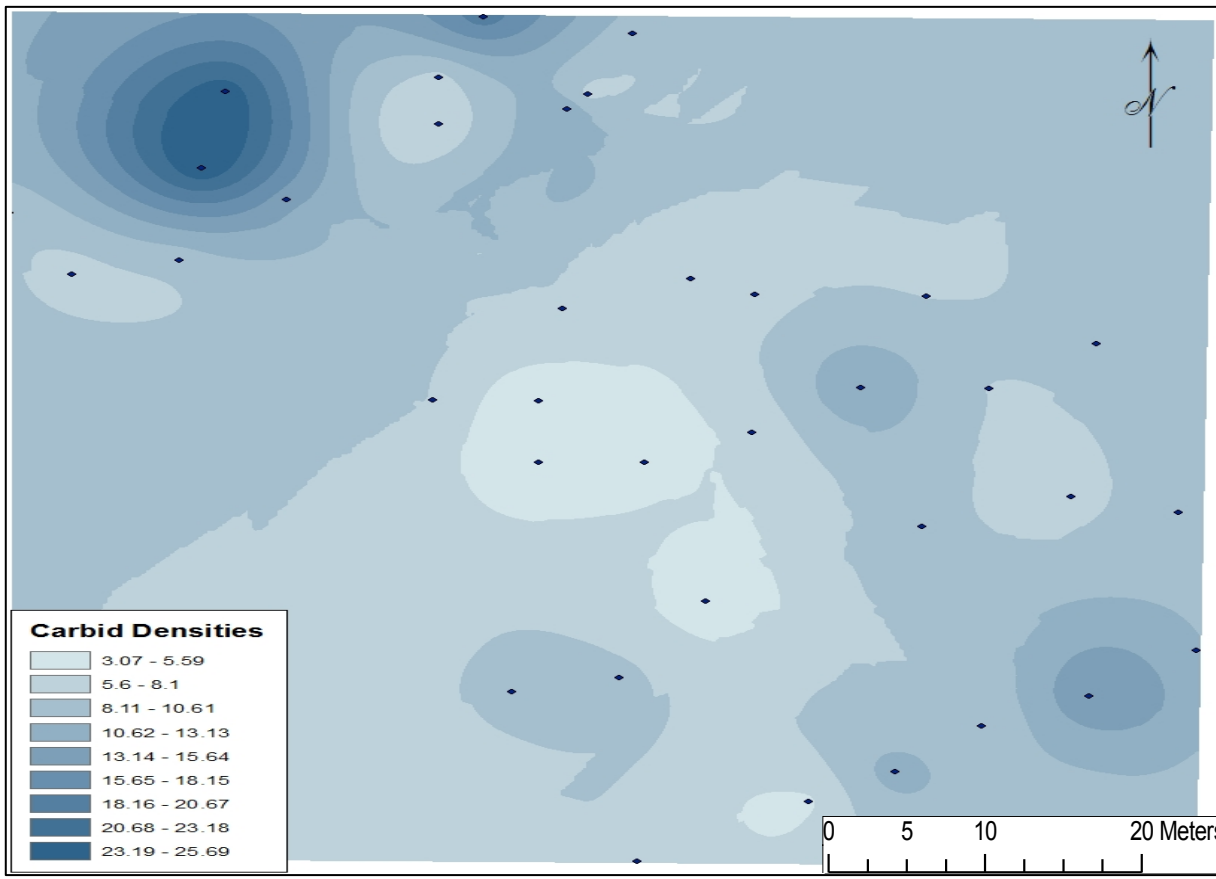 N
Carbid Densities
3.07 - 5.59
5.6 - 8.1
8.11 - 10.61
10.62 - 13.13
13.14 - 15.64
15.65 - 18.15
18.16 - 20.67
20.68 - 23.18
23.19 - 25.69
0 5 10 20 Meters